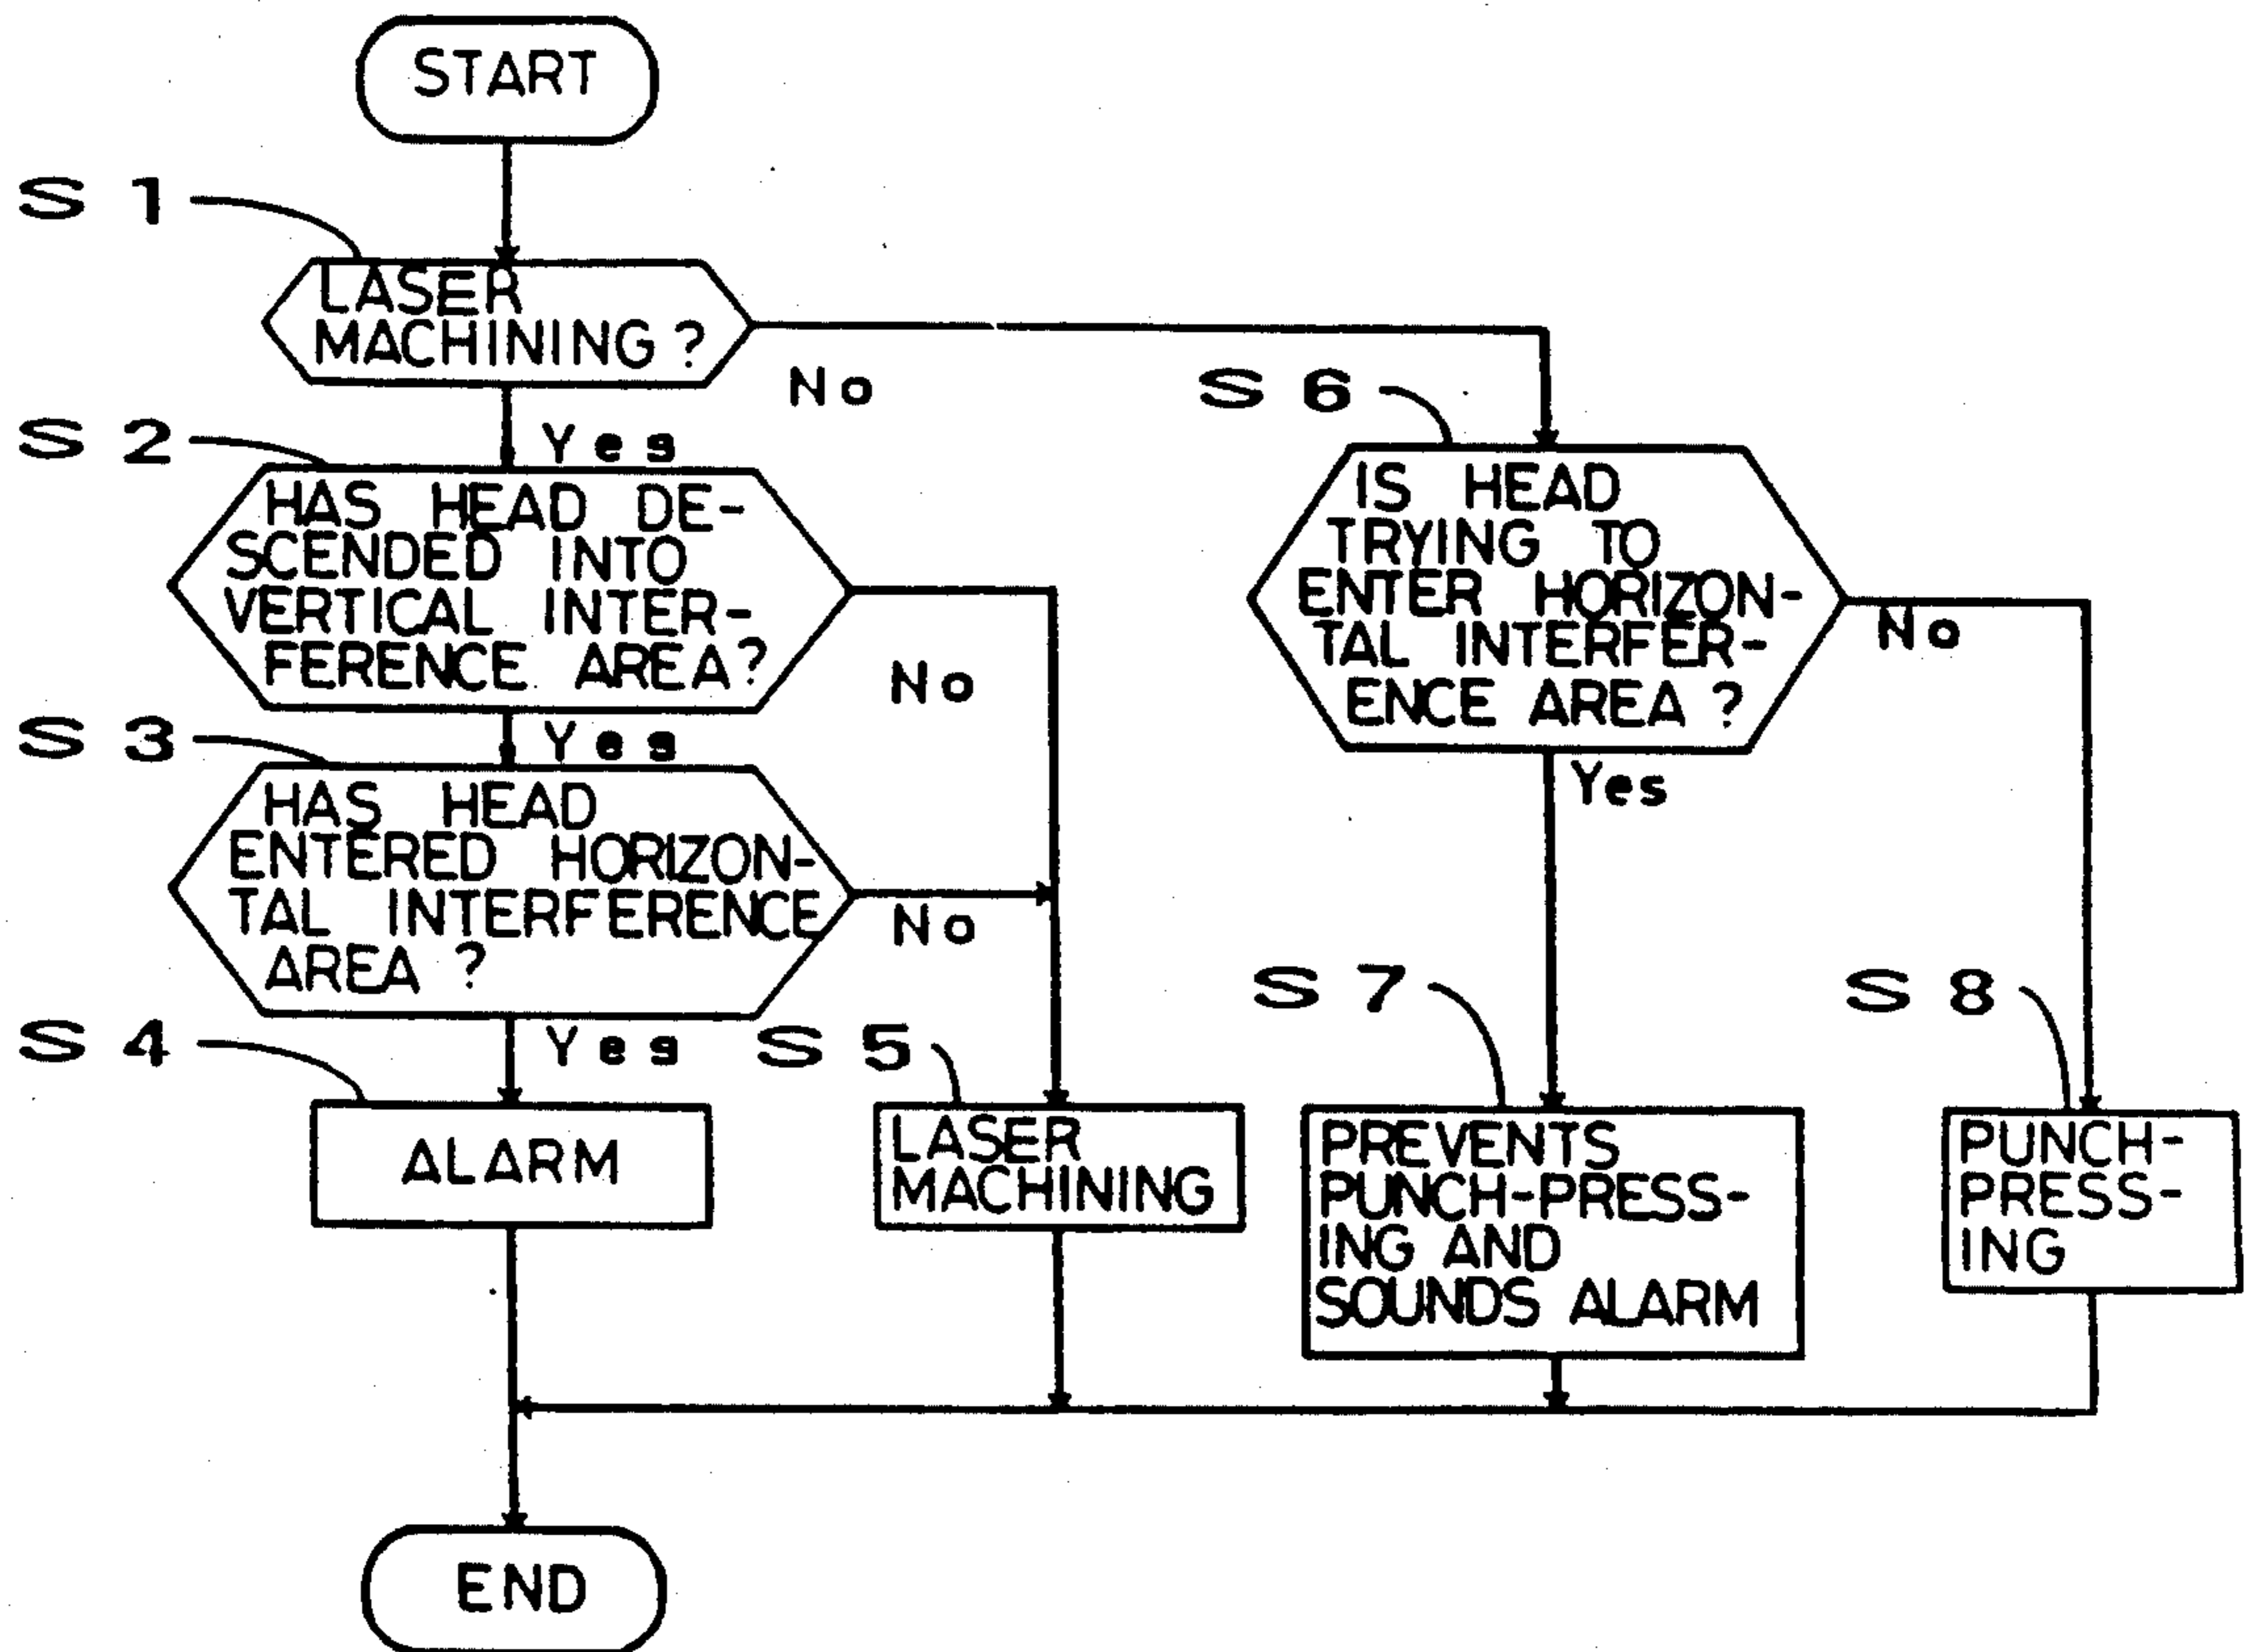 START
S 1
LASER
MACHINING ?
No
S 2
Yes
HAS HEAD DE-
SCENDED INTO
VERTICAL INTER-
FERENCE AREA?
No
S 3
Yes
HAS HEAD
ENTERED HORIZON-
TAL INTERFERENCE
AREA ?
No
S 4
Yes
ALARM
S 5
LASER
MACHINING
S 6
IS HEAD
TRYING TO
ENTER HORIZON-
TAL INTERFER-
ENCE AREA ?
No
Yes
S 7
PREVENTS
PUNCH-PRESS-
ING AND
SOUNDS ALARM
S 8
PUNCH-
PRESS-
ING
END